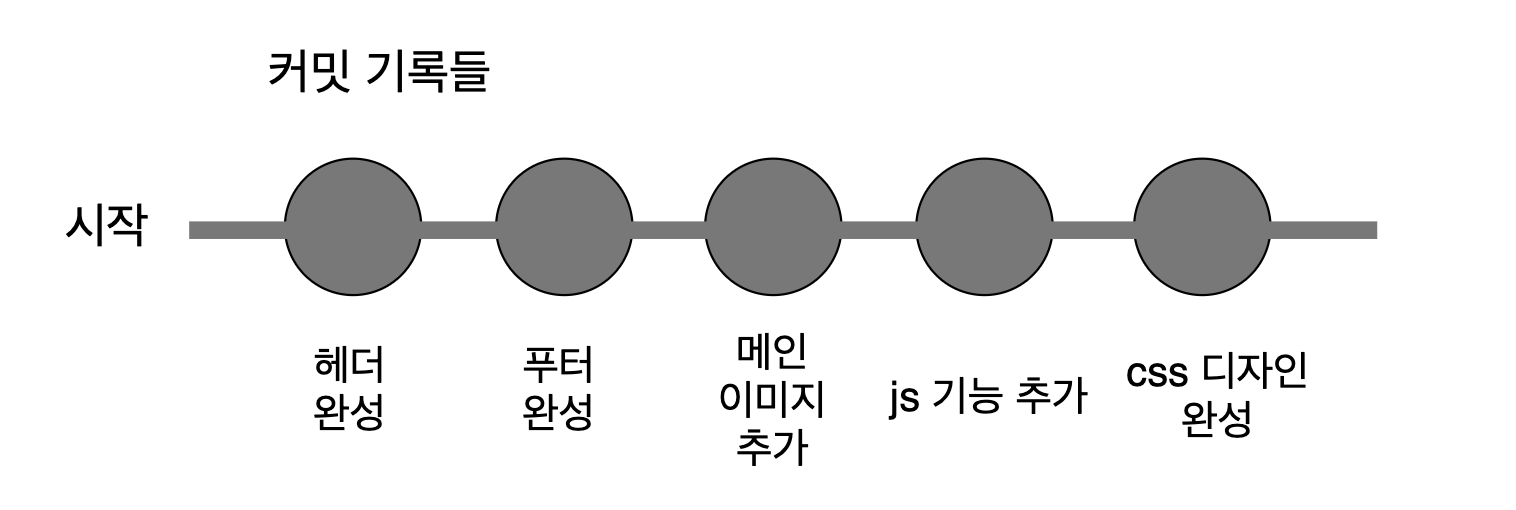 커밋 기록들
시작
헤더
완성
푸터
완성
메인
이미지
추가
js 기능 추가
css 디자인
완성